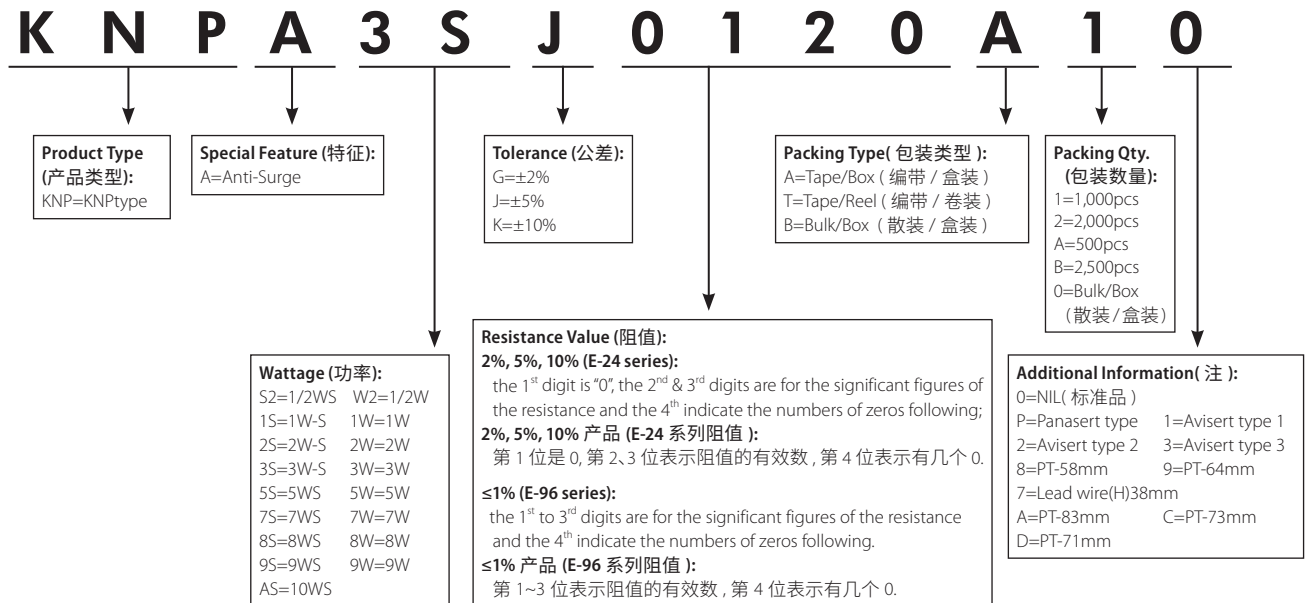 K N P A 3 S J 0 1 2 0 A 1 0
Product Type
(产品类型):
KNP=KNPtype
Special Feature (特征):
A=Anti-Surge
Tolerance (公差):
G=±2%
J=±5%
K=±10%
Packing Type( 包装类型 ):
A=Tape/Box ( 编带 / 盒装 )
T=Tape/Reel ( 编带 / 卷装 )
B=Bulk/Box ( 散装 / 盒装 )
Packing Qty.
(包装数量):
1=1,000pcs
2=2,000pcs
A=500pcs
B=2,500pcs
0=Bulk/Box
(散装/盒装)
Wattage (功率):
S2=1/2WS W2=1/2W
1S=1W-S 1W=1W
2S=2W-S 2W=2W
3S=3W-S 3W=3W
5S=5WS 5W=5W
7S=7WS 7W=7W
8S=8WS 8W=8W
9S=9WS 9W=9W
AS=10WS
Resistance Value (阻值):
2%, 5%, 10% (E-24 series):
the 1st digit is "0", the 2nd & 3rd digits are for the significant figures of
the resistance and the 4th indicate the numbers of zeros following;
2%, 5%, 10% 产品 (E-24 系列阻值 ):
第 1 位是 0, 第 2、3 位表示阻值的有效数 , 第 4 位表示有几个 0.
≤1% (E-96 series):
the 1st to 3rd digits are for the significant figures of the resistance
and the 4th indicate the numbers of zeros following.
≤1% 产品 (E-96 系列阻值 ):
第 1~3 位表示阻值的有效数 , 第 4 位表示有几个 0.
Additional Information( 注 ):
0=NIL( 标准品 )
P=Panasert type 1=Avisert type 1
2=Avisert type 2 3=Avisert type 3
8=PT-58mm 9=PT-64mm
7=Lead wire(H)38mm
A=PT-83mm C=PT-73mm
D=PT-71mm